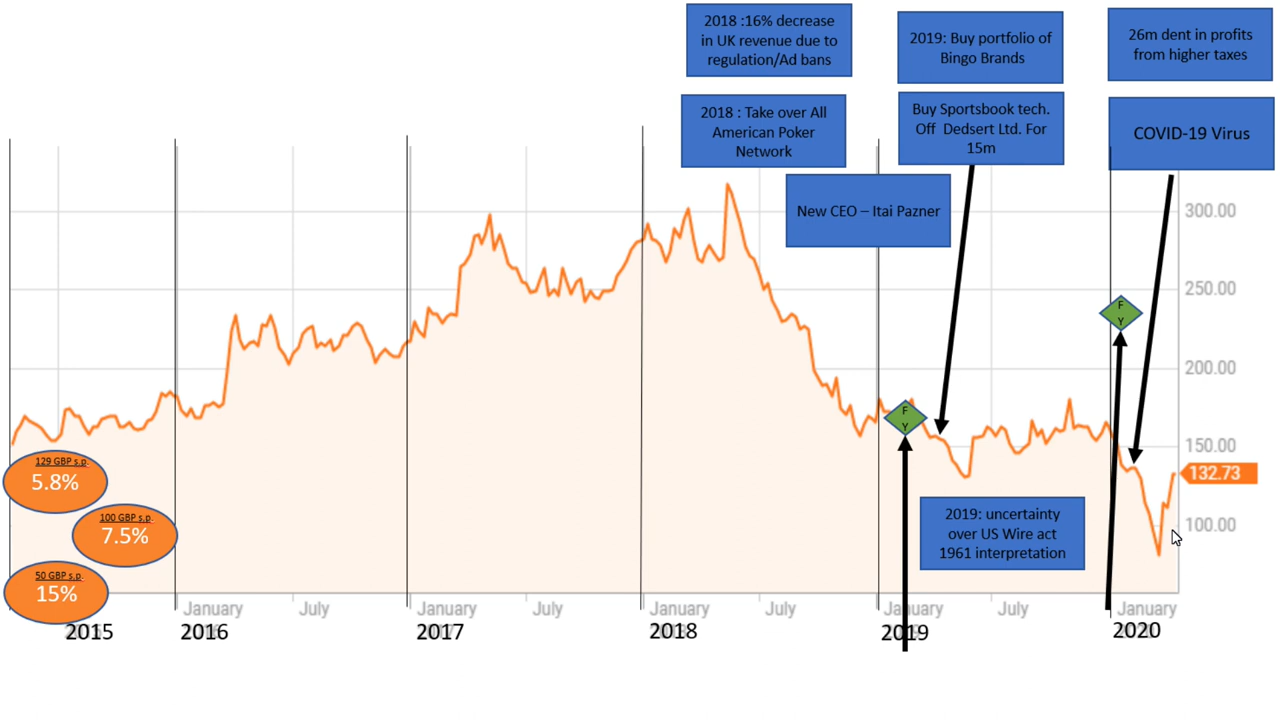 2018 :16% decrease
in UK revenue due to
regulation/Ad bans
2019: Buy portfolio of
Bingo Brands
26m dent in profits
from higher taxes
2018 : Take over All
American Poker
Network
Buy Sportsbook tech.
Off Dedsert Ltd. For
15m
COVID-19 Virus
New CEO – Itai Pazner
300.00
250.00
200.00
150.00
132.73
100.00
F
Y
F
Y
129 GBP s.p.
5.8%
100 GBP s.p.
7.5%
50 GBP s.p.
15%
2019: uncertainty
over US Wire act
1961 interpretation
January
July
January
July
January
July
January
July
January
2015
2016
2017
2018
2019
2020